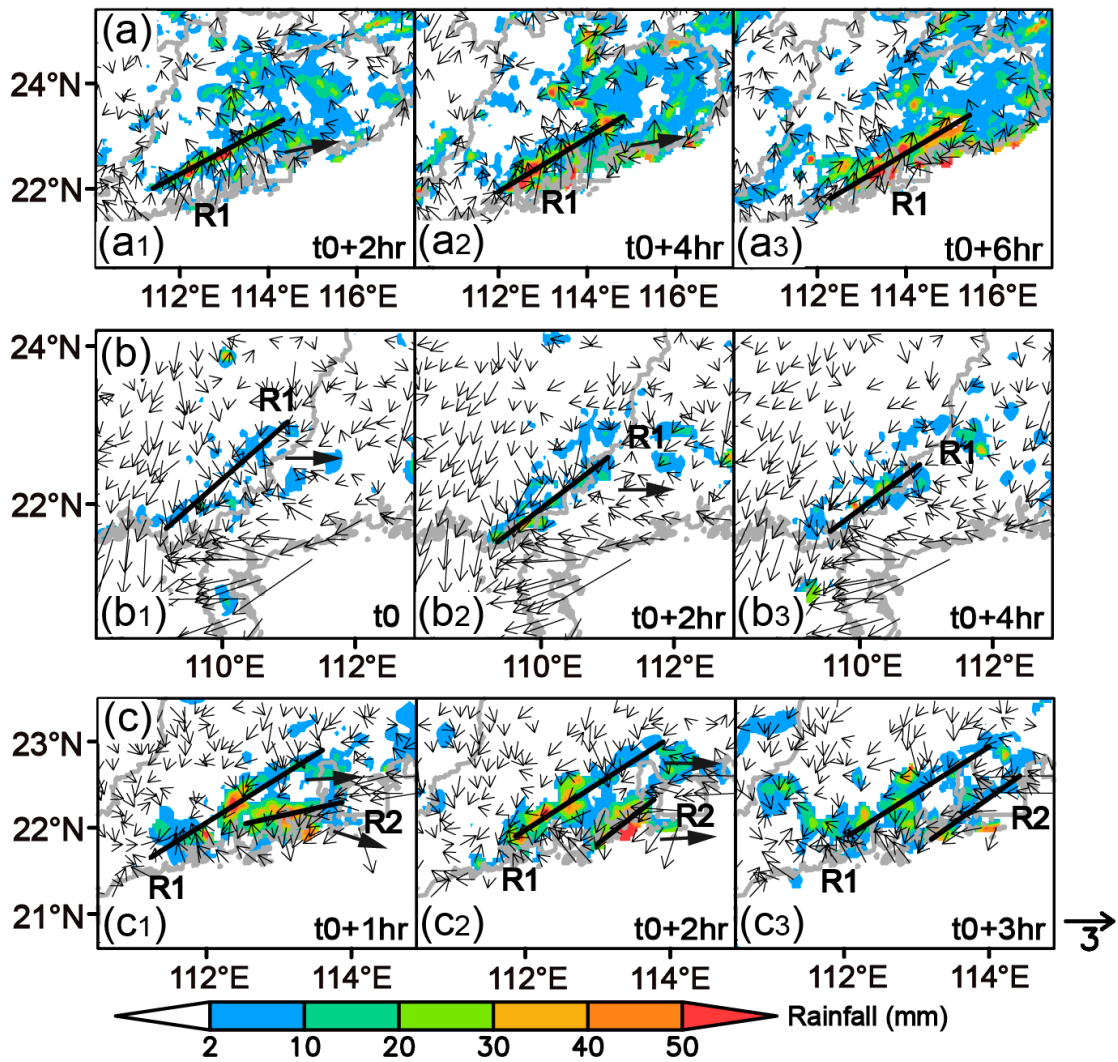 (a)
24°N
22°N
R1 R1 R1
(a1) t0+2hr (a2) t0+4hr (a3) t0+6hr
112°E 114°E 116°E 112°E 114°E 116°E 112°E 114°E 116°E
(b)
24°N
R1 R1 R1
22°N
(b1) t0 (b2) t0+2hr (b3) t0+4hr
110°E 112°E 110°E 112°E 110°E 112°E
(c)
23°N
22°N
R2 R2 R2
R1 R1 R1
21°N
(c1) t0+1hr (c2) t0+2hr (c3) t0+3hr
3
112°E 114°E 112°E 114°E 112°E 114°E
Rainfall (mm)
2 10 20 30 40 50